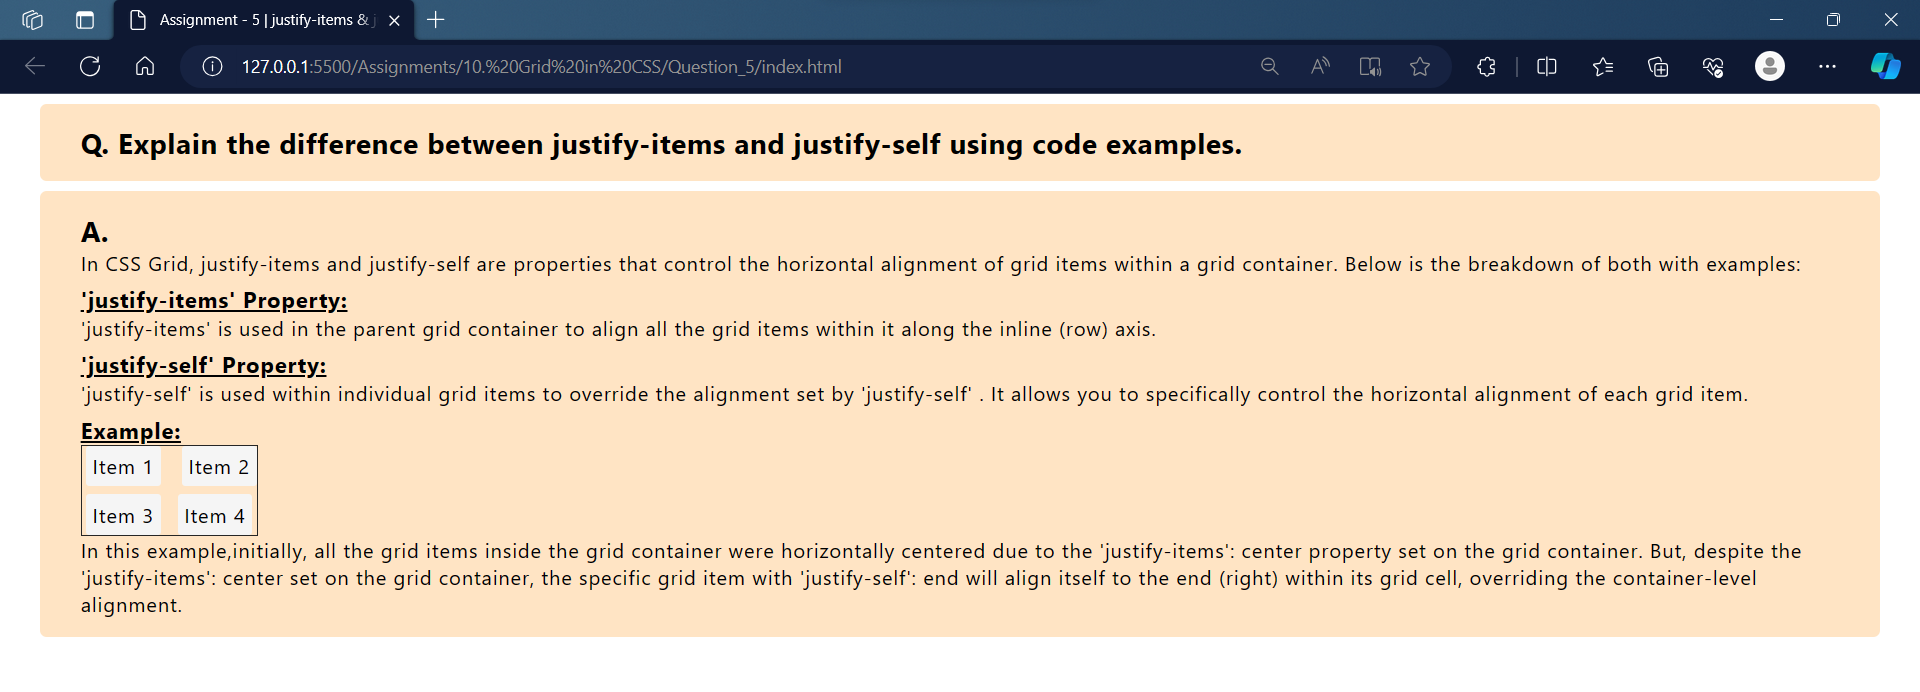 Assignment - 5 | justify-items &
127.0.0.1:5500/Assignments/10.%20Grid%20in%20CSS/Question_5/index.html
Q. Explain the difference between justify-items and justify-self using code examples.
A.
In CSS Grid, justify-items and justify-self are properties that control the horizontal alignment of grid items within a grid container. Below is the breakdown of both with examples:
'justify-items' Property:
'justify-items' is used in the parent grid container to align all the grid items within it along the inline (row) axis.
'justify-self' Property:
'justify-self' is used within individual grid items to override the alignment set by 'justify-self' . It allows you to specifically control the horizontal alignment of each grid item.
Example:
Item 1 Item 2
Item 3 Item 4
In this example,initially, all the grid items inside the grid container were horizontally centered due to the 'justify-items': center property set on the grid container. But, despite the
'justify-items': center set on the grid container, the specific grid item with 'justify-self': end will align itself to the end (right) within its grid cell, overriding the container-level
alignment.